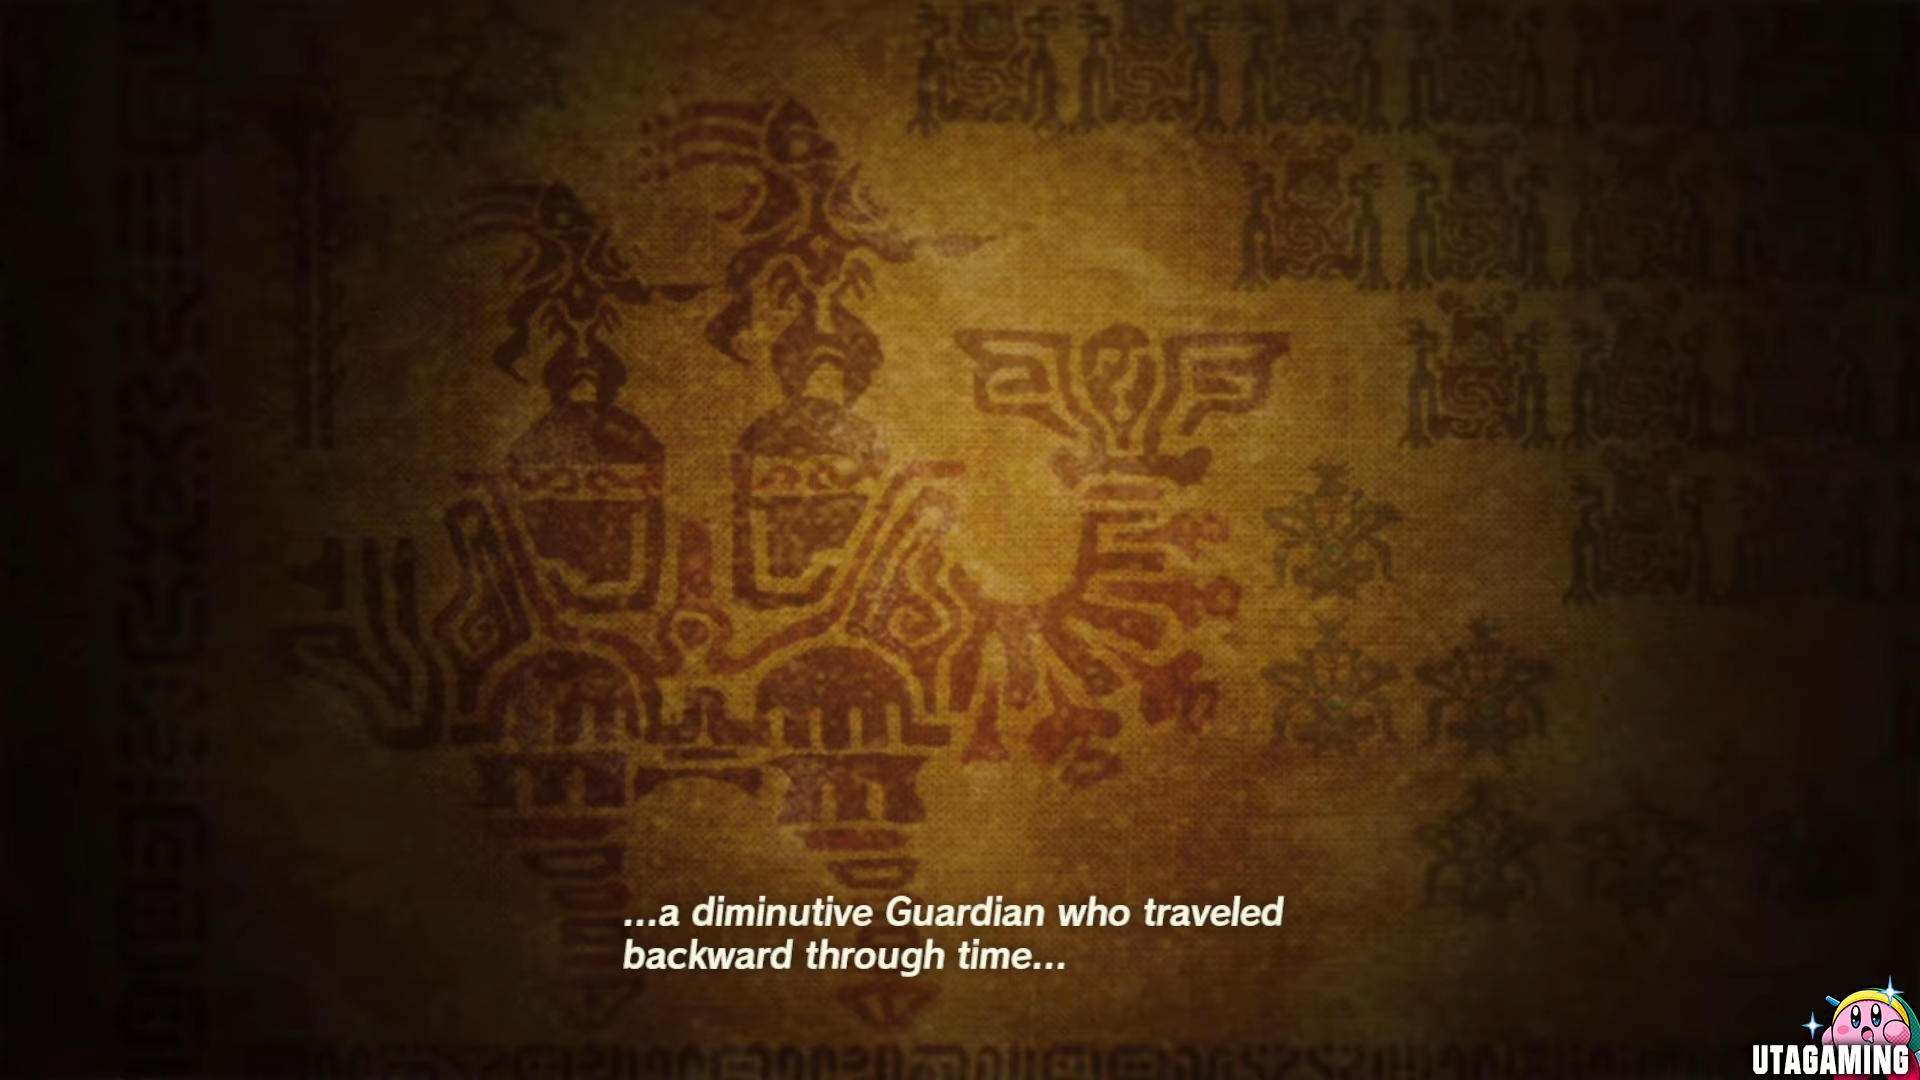 ...a diminutive Guardian who traveled
backward through time...
UTAGAMING